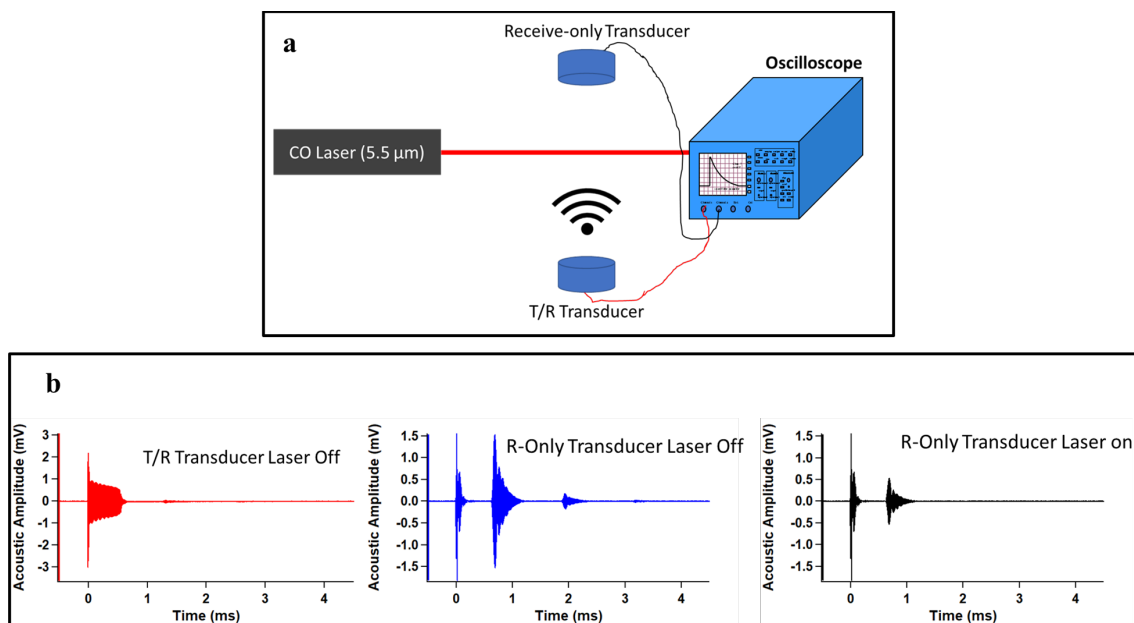 a
Receive-only Transducer
Oscilloscope
CO Laser (5.5 µm)
T/R Transducer
b
T/R Transducer Laser Off
Acoustic Amplitude (mV)
3
2
1
0
-1
-2
-3
0 1 2 3 4
Time (ms)
R-Only Transducer Laser Off
Acoustic Amplitude (mV)
1.5
1.0
0.5
0.0
-0.5
-1.0
-1.5
0 1 2 3 4
Time (ms)
R-Only Transducer Laser on
Acoustic Amplitude (mV)
1.5
1.0
0.5
0.0
-0.5
-1.0
-1.5
0 1 2 3 4
Time (ms)